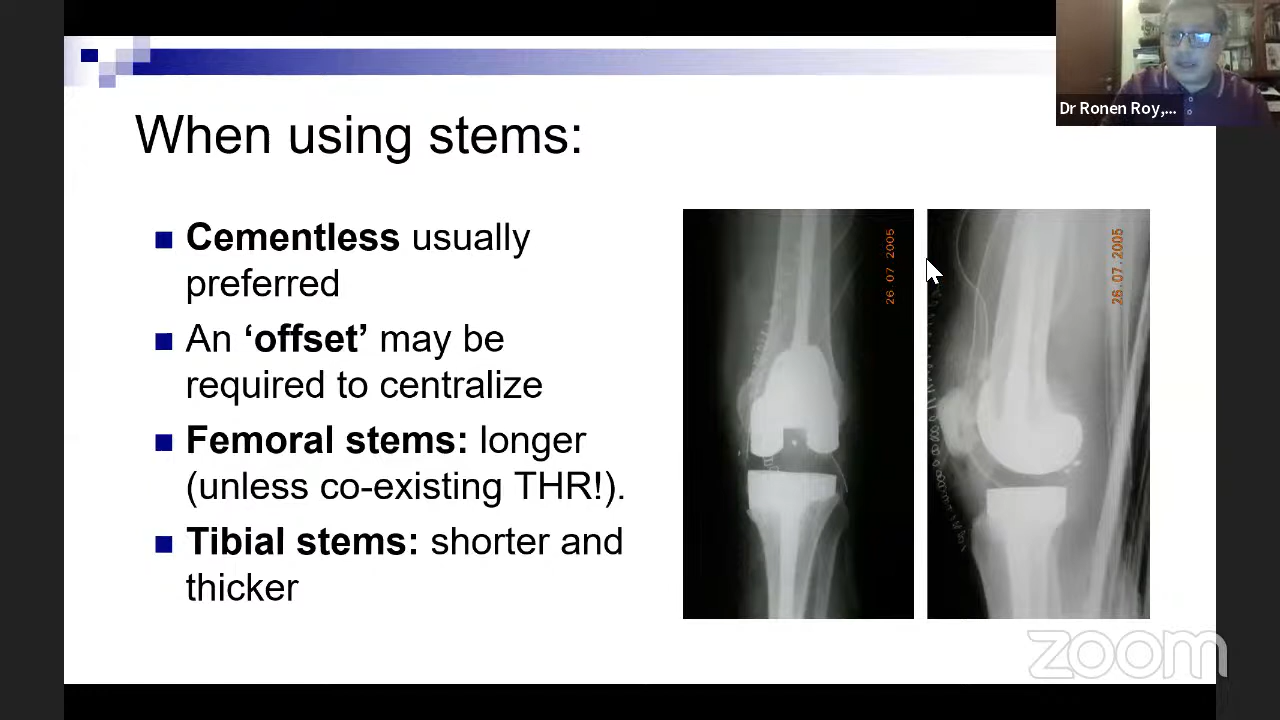 Dr Ronen Roy,...
When using stems:
Cementless usually
preferred
An ‘offset’ may be
required to centralize
Femoral stems: longer
(unless co-existing THR!).
Tibial stems: shorter and
thicker
26.07.2005
26.07.2005
zoom